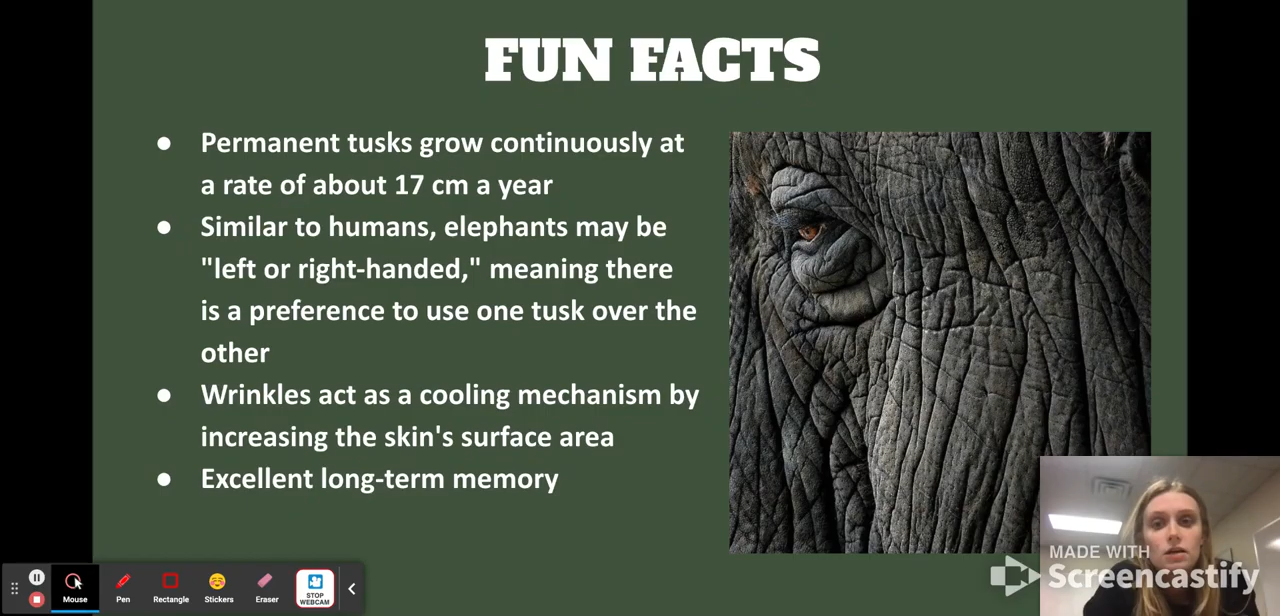 FUN FACTS
● Permanent tusks grow continuously at
a rate of about 17 cm a year
● Similar to humans, elephants may be
"left or right-handed," meaning there
is a preference to use one tusk over the
other
● Wrinkles act as a cooling mechanism by
increasing the skin's surface area
● Excellent long-term memory
MADE WITH
Screencastify
Mouse
Pen
Rectangle
Stickers
Eraser
STOP
WEBCAM